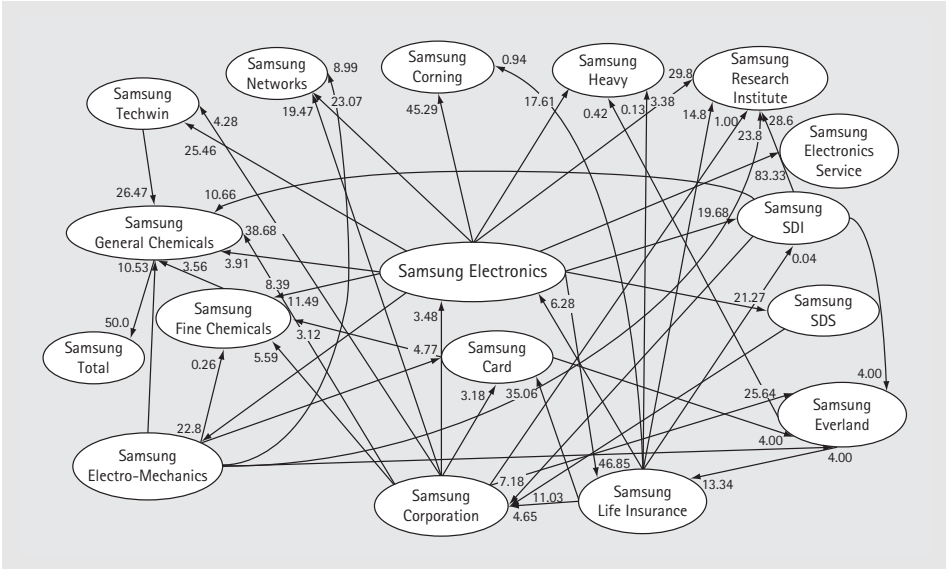 Samsung
Networks
Samsung
Corning
Samsung
Heavy
Samsung
Research
Institute
Samsung
Techwin
8.99
0.94
29.8
23.07
19.47
45.29
17.61
0.42
0.13
3.38
14.8
1.00
28.6
23.8
4.28
25.46
Samsung
Electronics
Service
83.33
26.47
10.66
19.68
Samsung
SDI
Samsung
General Chemicals
38.68
10.53
3.56
3.91
Samsung Electronics
0.04
8.39
11.49
6.28
21.27
Samsung
SDS
Samsung
Fine Chemicals
3.48
3.12
50.0
Samsung
Total
0.26
5.59
4.77
Samsung
Card
3.18
35.06
25.64
4.00
Samsung
Everland
22.8
4.00
4.00
Samsung
Electro-Mechanics
46.85
7.18
13.34
Samsung
Corporation
11.03
4.65
Samsung
Life Insurance